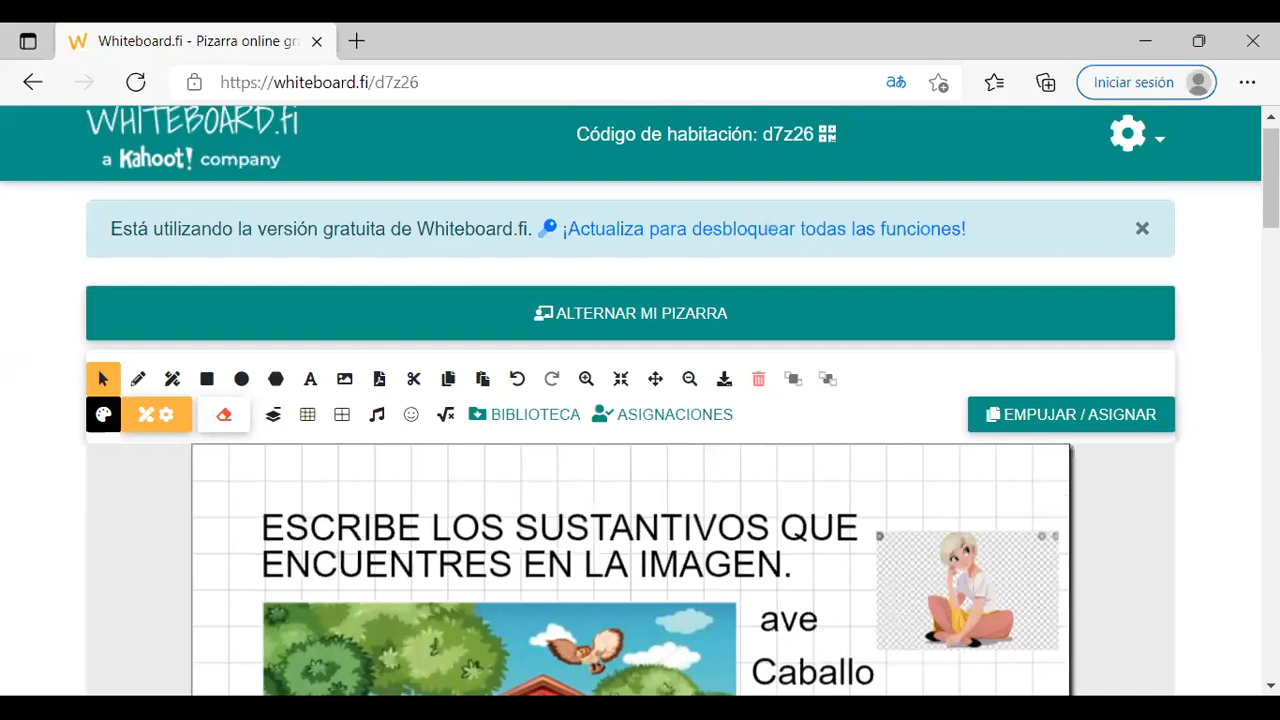 Whiteboard.fi - Pizarra online gr
https://whiteboard.fi/d7z26
aあ
Iniciar sesión
WHITEBOARD.fi
a Kahoot! company
Código de habitación: d7z26
Está utilizando la versión gratuita de Whiteboard.fi. ¡Actualiza para desbloquear todas las funciones!
ALTERNAR MI PIZARRA
BIBLIOTECA
ASIGNACIONES
EMPUJAR / ASIGNAR
ESCRIBE LOS SUSTANTIVOS QUE
ENCUENTRES EN LA IMAGEN.
ave
Caballo